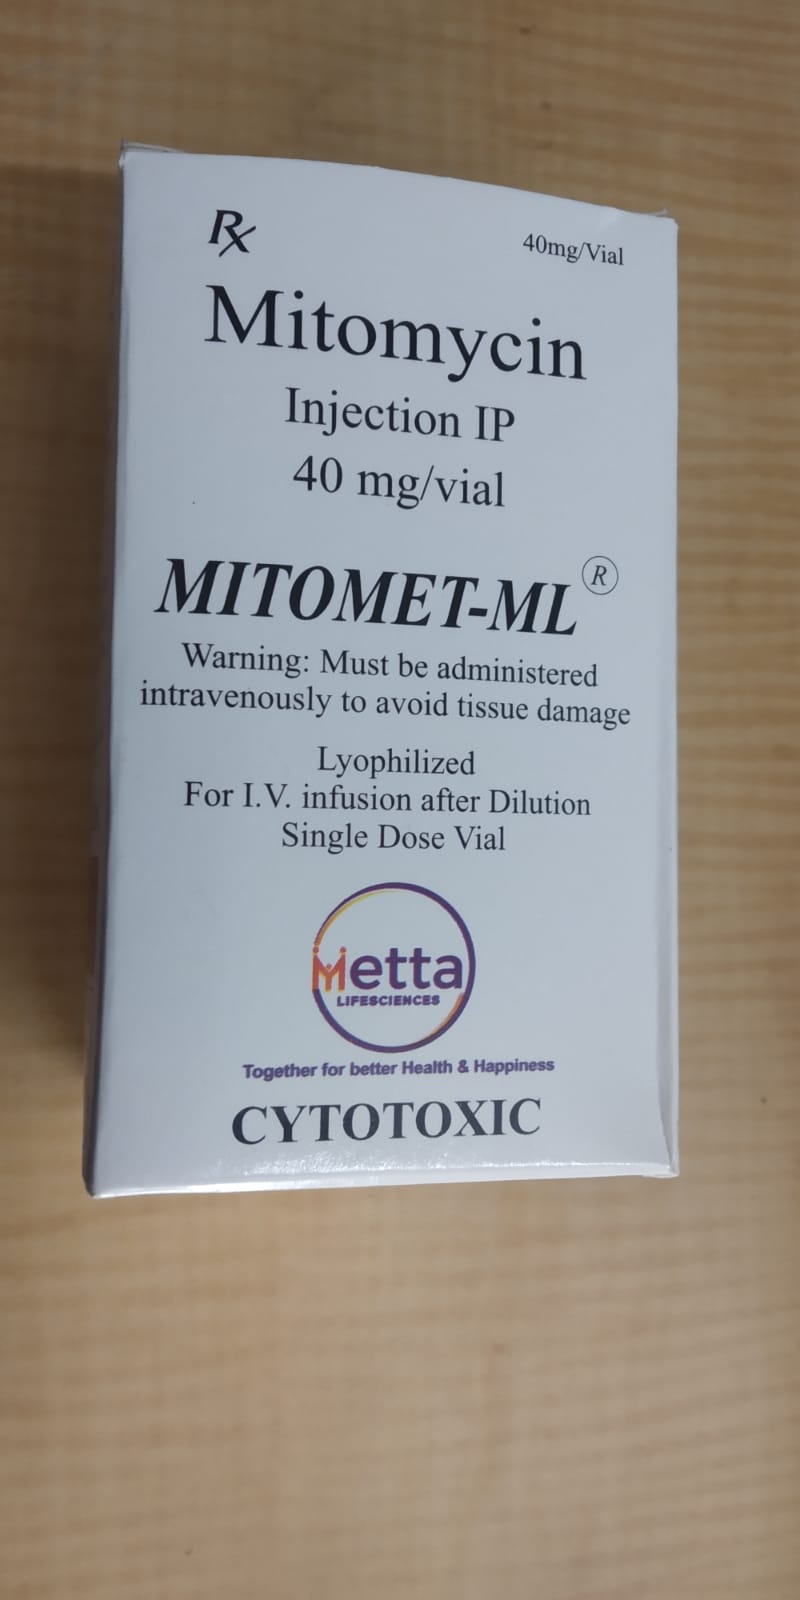 Rx
40mg/Vial
Mitomycin
Injection IP
40 mg/vial
MITOMET-ML®
Warning: Must be administered
intravenously to avoid tissue damage
Lyophilized
For I.V. infusion after Dilution
Single Dose Vial
Metta
LIFESCIENCES
Together for better Health & Happiness
CYTOTOXIC